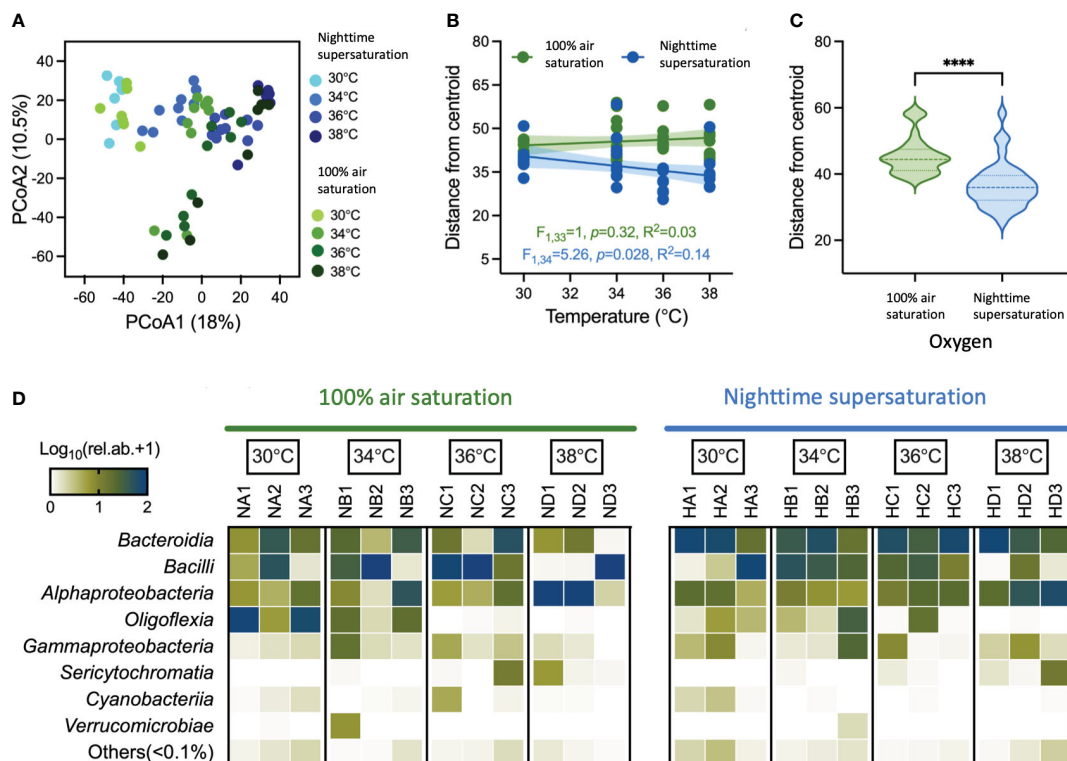 A
Nighttime
supersaturation
30°C
34°C
36°C
38°C
100% air
saturation
30°C
34°C
36°C
38°C
PCoA2 (10.5%)
40
20
0
-20
-40
-60
-60 -40 -20 0 20 40
PCoA1 (18%)
B
100% air
saturation
Nighttime
supersaturation
Distance from centroid
80
65
50
35
20
5
F1,33=1, p=0.32, R2=0.03
F1,34=5.26, p=0.028, R2=0.14
30 32 34 36 38
Temperature (°C)
C
Distance from centroid
80
60
40
20
****
100% air
saturation
Nighttime
supersaturation
Oxygen
D
100% air saturation
Nighttime supersaturation
Log10(rel.ab.+1)
0 1 2
30°C 34°C 36°C 38°C 30°C 34°C 36°C 38°C
NA1 NA2 NA3 NB1 NB2 NB3 NC1 NC2 NC3 ND1 ND2 ND3 HA1 HA2 HA3 HB1 HB2 HB3 HC1 HC2 HC3 HD1 HD2 HD3
Bacteroidia
Bacilli
Alphaproteobacteria
Oligoflexia
Gammaproteobacteria
Sericytochromatia
Cyanobacteriia
Verrucomicrobiae
Others(<0.1%)